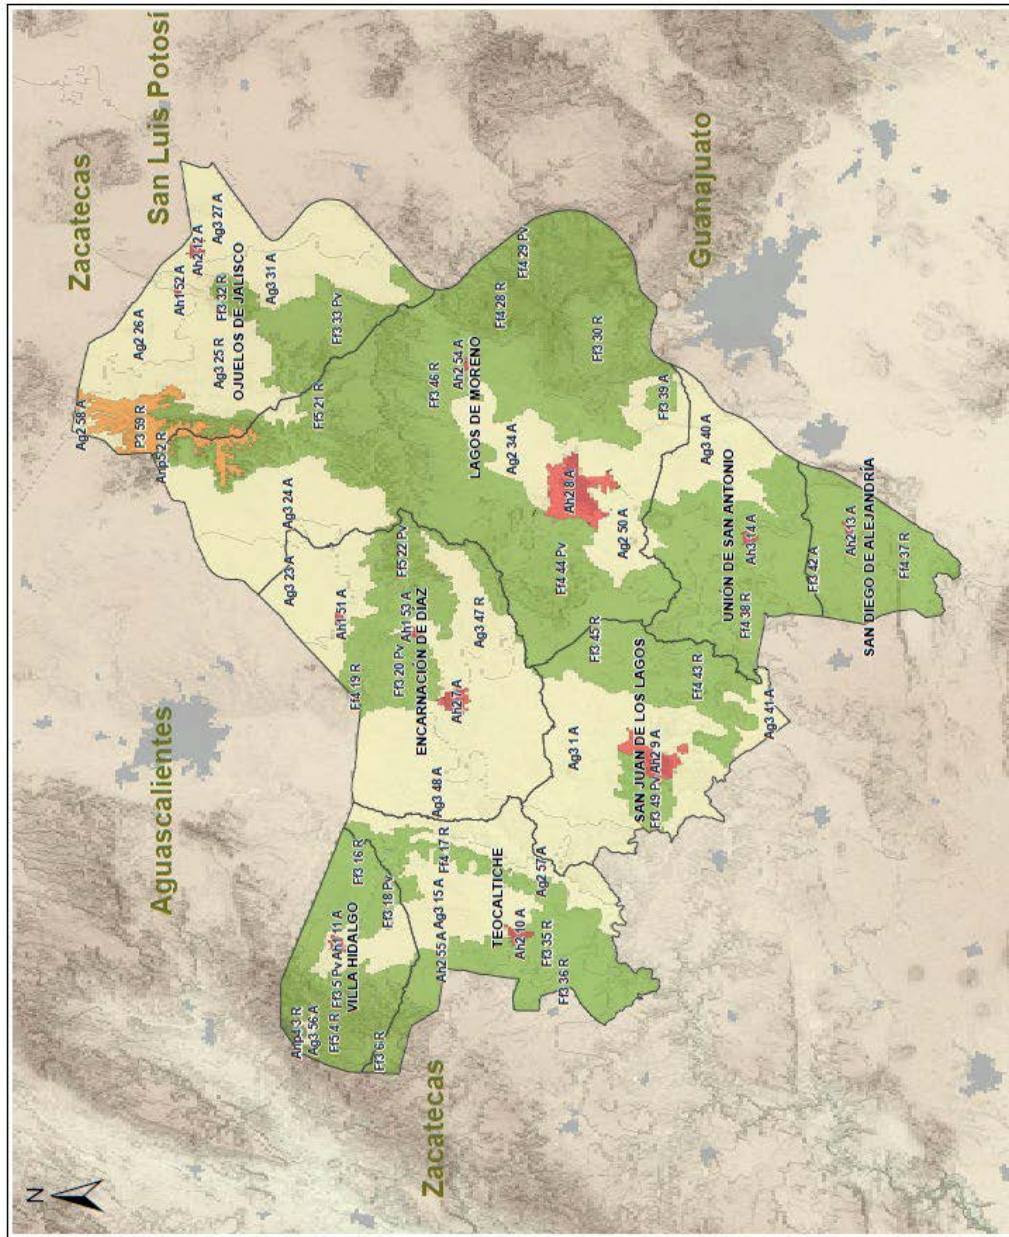 N
Zacatecas
San Luis Potosí
Aguascalientes
Guanajuato
Zacatecas
Ag2 58 A
P3 59 R
Anp5 2 R
Ag2 26 A
Ah1 52 A
Ah2 12 A
Ag3 27 A
Ff3 32 R
Ag3 25 R
OJUELOS DE JALISCO
Ag3 31 A
Ff3 33 Pv
Ff5 21 R
Ag3 24 A
Ag3 23 A
Ah1 51 A
Ff4 19 R
Ff5 22 Pv
Ff3 20 Pv
Ah1 53 A
ENCARNACIÓN DE DÍAZ
Ah2 7 A
Ag3 47 R
Ag3 48 A
Ff3 46 R
Ah2 54 A
LAGOS DE MORENO
Ff4 28 R
Ff4 29 Pv
Ag2 34 A
Ah2 8 A
Ff3 30 R
Ff4 44 Pv
Ag2 50 A
Ff3 39 A
Ff3 45 R
Ag3 40 A
UNIÓN DE SAN ANTONIO
Ah3 14 A
Ff4 38 R
Ff3 42 A
Ah2 13 A
SAN DIEGO DE ALEJANDRÍA
Ff4 37 R
Ag3 1 A
SAN JUAN DE LOS LAGOS
Ff3 49 Pv
Ah2 9 A
Ff4 43 R
Ag3 41 A
Anp4 3 R
Ag3 56 A
Ff5 4 R
Ff3 5 Pv
Ah1 11 A
VILLA HIDALGO
Ff3 16 R
Ff3 18 Pv
Ff3 6 R
Ah2 55 A
Ag3 15 A
Ff4 17 R
TEOCALTICHE
Ah2 10 A
Ag2 57 A
Ff3 35 R
Ff3 36 R